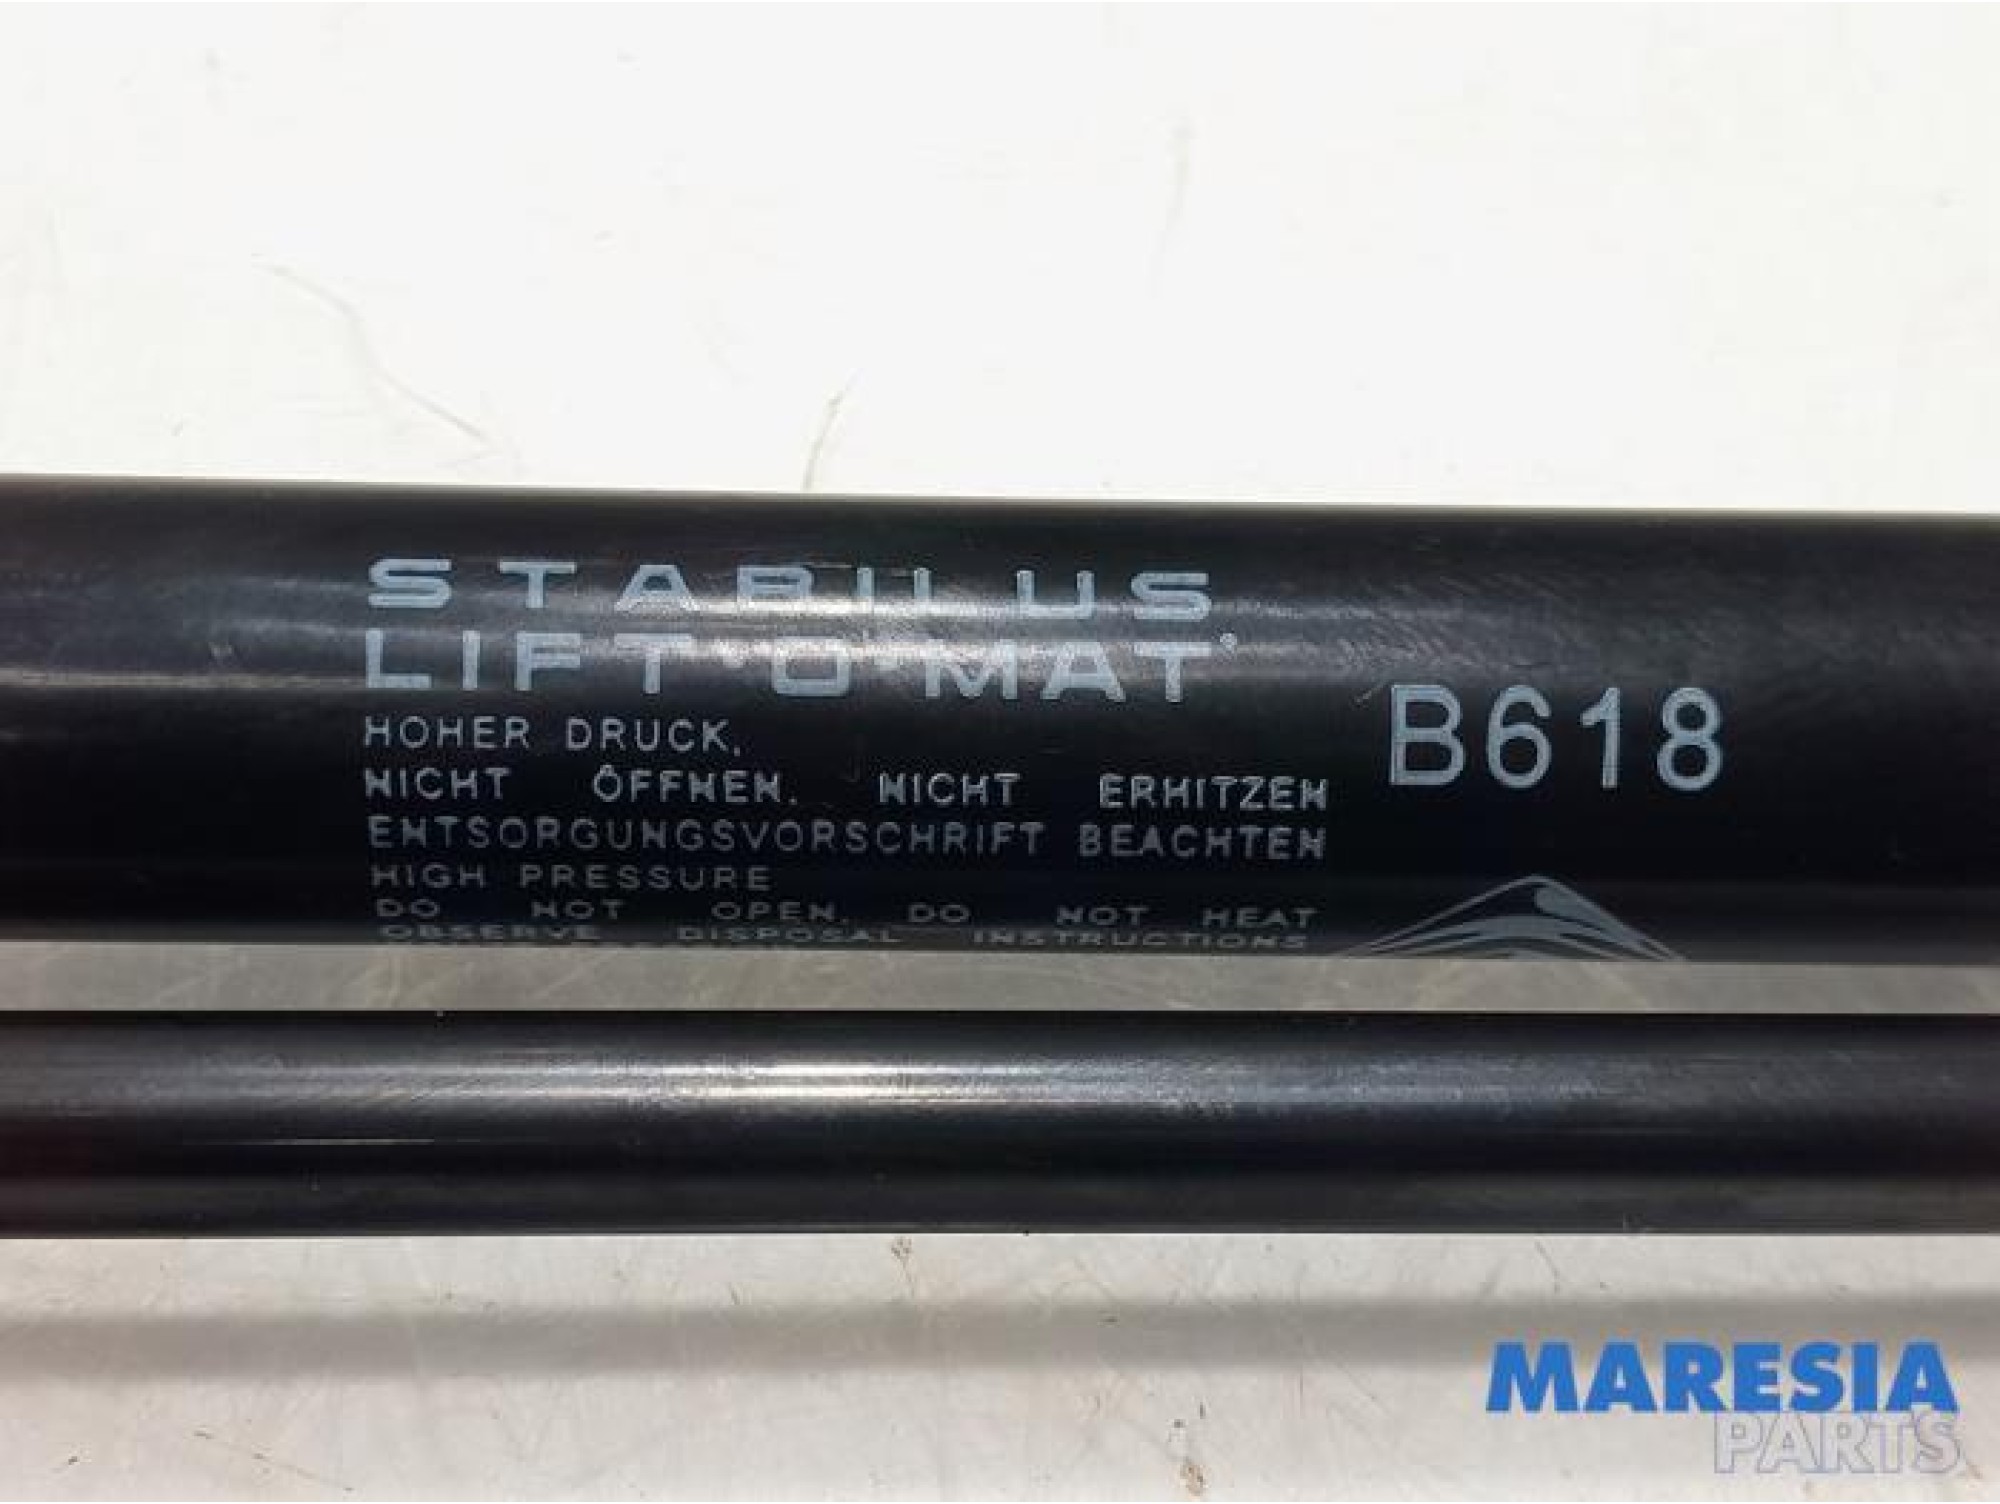 STABILUS
LIFT-O-MAT®
B618
HOHER DRUCK,
NICHT ÖFFNEN. NICHT ERHITZEN
ENTSORGUNGSVORSCHRIFT BEACHTEN
HIGH PRESSURE
DO NOT OPEN. DO NOT HEAT
OBSERVE DISPOSAL INSTRUCTIONS
MARESIA
PARTS